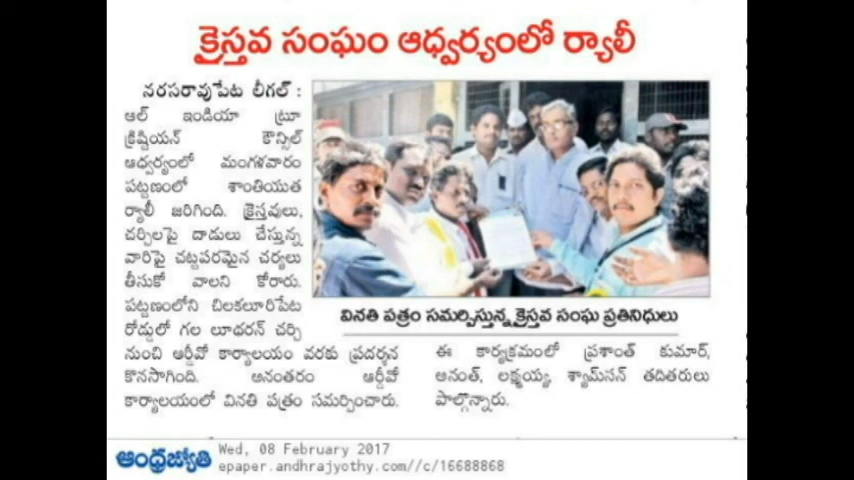 క్రైస్తవ సంఘం ఆధ్వర్యంలో ర్యాలీ
నరసరావుపేట లీగల్ :
ఆల్ ఇండియా ట్రూ
క్రిష్టియన్ కౌన్సిల్
ఆధ్వర్యంలో మంగళవారం
పట్టణంలో శాంతియుత
ర్యాలీ జరిగింది. క్రైస్తవులు,
చర్చిలపై దాడులు చేస్తున్న
వారిపై చట్టపరమైన చర్యలు
తీసుకో వాలని కోరారు.
పట్టణంలోని చిలకలూరిపేట
రోడ్డులో గల లూథరన్ చర్చి
నుంచి ఆర్డీవో కార్యాలయం వరకు ప్రదర్శన
కొనసాగింది. అనంతరం ఆర్డీవో
కార్యాలయంలో వినతి పత్రం సమర్పించారు.
వినతి పత్రం సమర్పిస్తున్న క్రైస్తవ సంఘ ప్రతినిధులు
ఈ కార్యక్రమంలో ప్రశాంత్ కుమార్,
అనంత్, లక్ష్మయ్య, శ్యామ్‌సన్ తదితరులు
పాల్గొన్నారు.
ఆంధ్రజ్యోతి
Wed, 08 February 2017
epaper.andhrajyothy.com//c/16688868